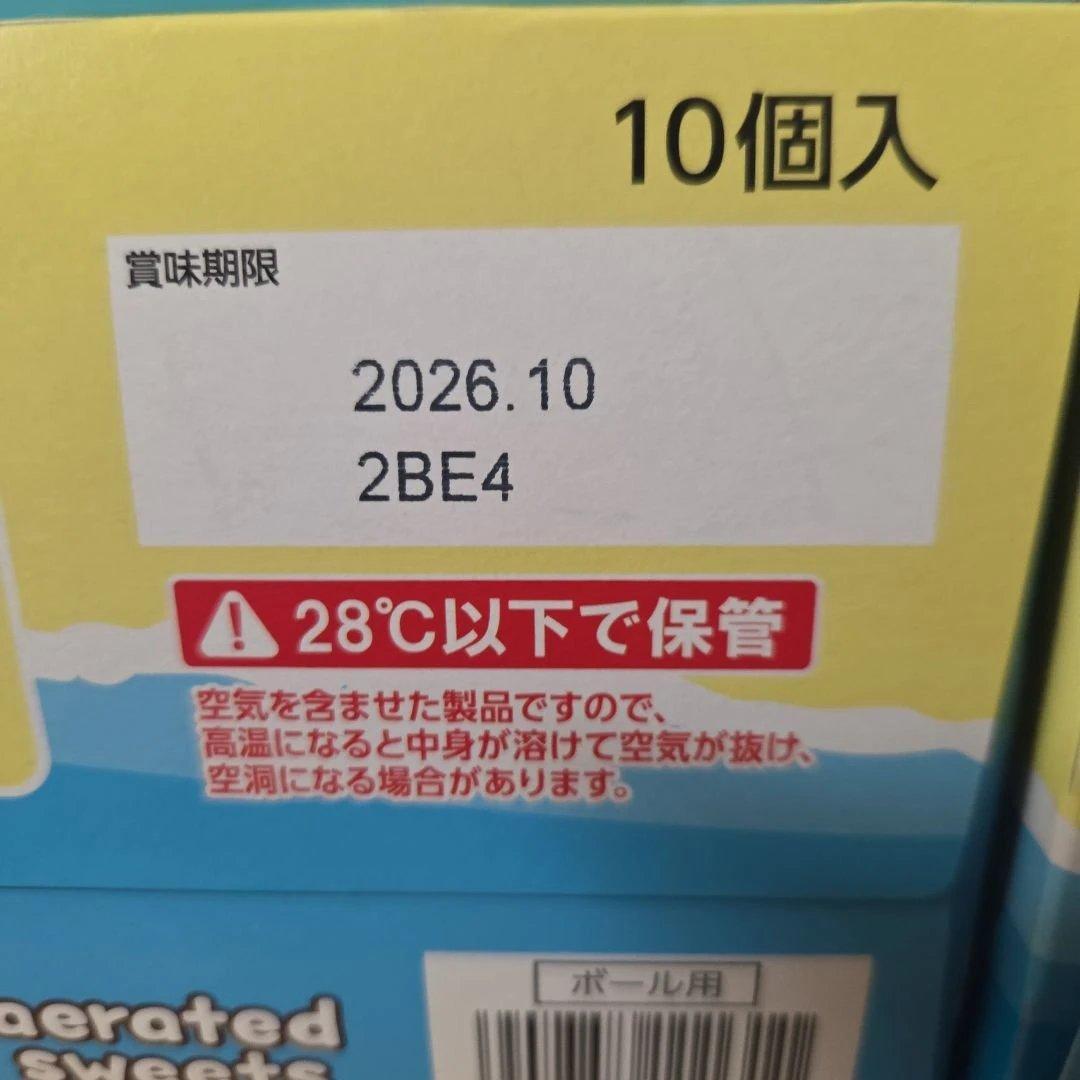 10個入
賞味期限
2026.10
2BE4
28℃以下で保管
空気を含ませた製品ですので、
高温になると中身が溶けて空気が抜け、
空洞になる場合があります。
ボール用
aerated
sweets